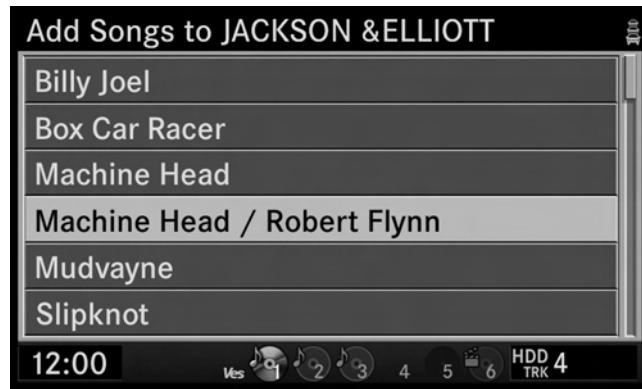 Add Songs to JACKSON &ELLIOTT
Billy Joel
Box Car Racer
Machine Head
Machine Head / Robert Flynn
Mudvayne
Slipknot
12:00 Ves 1 2 3 4 5 6 HDD TRK 4